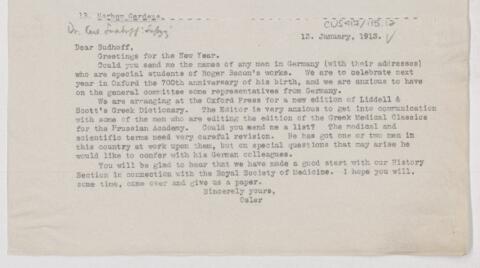 13, Norham Gardens.
CUS417/115.12
Dr. Karl Sudhoff
13. January, 1913.
Dear Sudhoff,
Greetings for the New Year.
Could you send me the names of any men in Germany (with their addresses)
who are special students of Roger Bacon's works. We are to celebrate next
year in Oxford the 700th anniversary of his birth, and we are anxious to have
on the general committee some representatives from Germany.
We are arranging at the Oxford Press for a new edition of Liddell &
Scott's Greek Dictionary. The Editor is very anxious to get into communication
with some of the men who are editing the edition of the Greek Medical Classics
for the Prussian Academy. Could you send me a list? The medical and
scientific terms need very careful revision. He has got one or two men in
this country at work upon them, but on special questions that may arise he
would like to confer with his German colleagues.
You will be glad to hear that we have made a good start with our History
Section in connection with the Royal Society of Medicine. I hope you will,
some time, come over and give us a paper.
Sincerely yours,
Osler